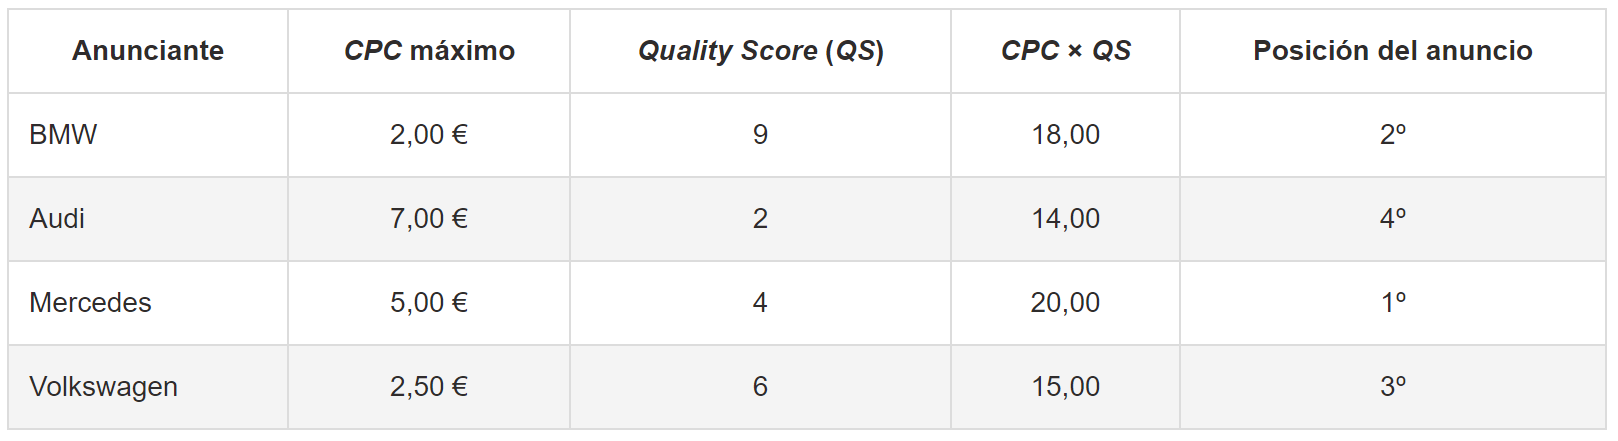 Anunciante CPC máximo Quality Score (QS) CPC × QS Posición del anuncio
BMW 2,00 € 9 18,00 2º
Audi 7,00 € 2 14,00 4º
Mercedes 5,00 € 4 20,00 1º
Volkswagen 2,50 € 6 15,00 3º